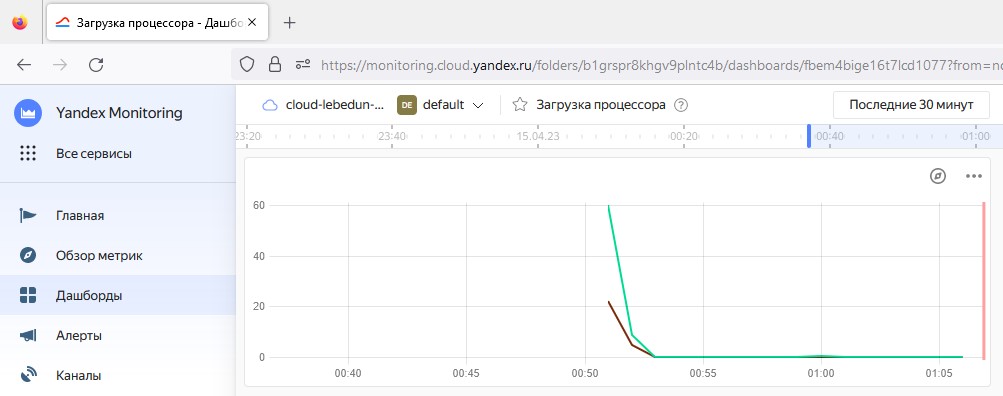 Загрузка процессора - Дашбо
https://monitoring.cloud.yandex.ru/folders/b1grspr8khgv9plntc4b/dashboards/fbem4bige16t7lcd1077?from=no
Yandex Monitoring
cloud-lebedun-... DE default Загрузка процессора ? Последние 30 минут
23:20 23:40 15.04.23 00:20 00:40 01:00
Все сервисы
Главная
Обзор метрик
Дашборды
Алерты
Каналы
60
40
20
0
00:40 00:45 00:50 00:55 01:00 01:05